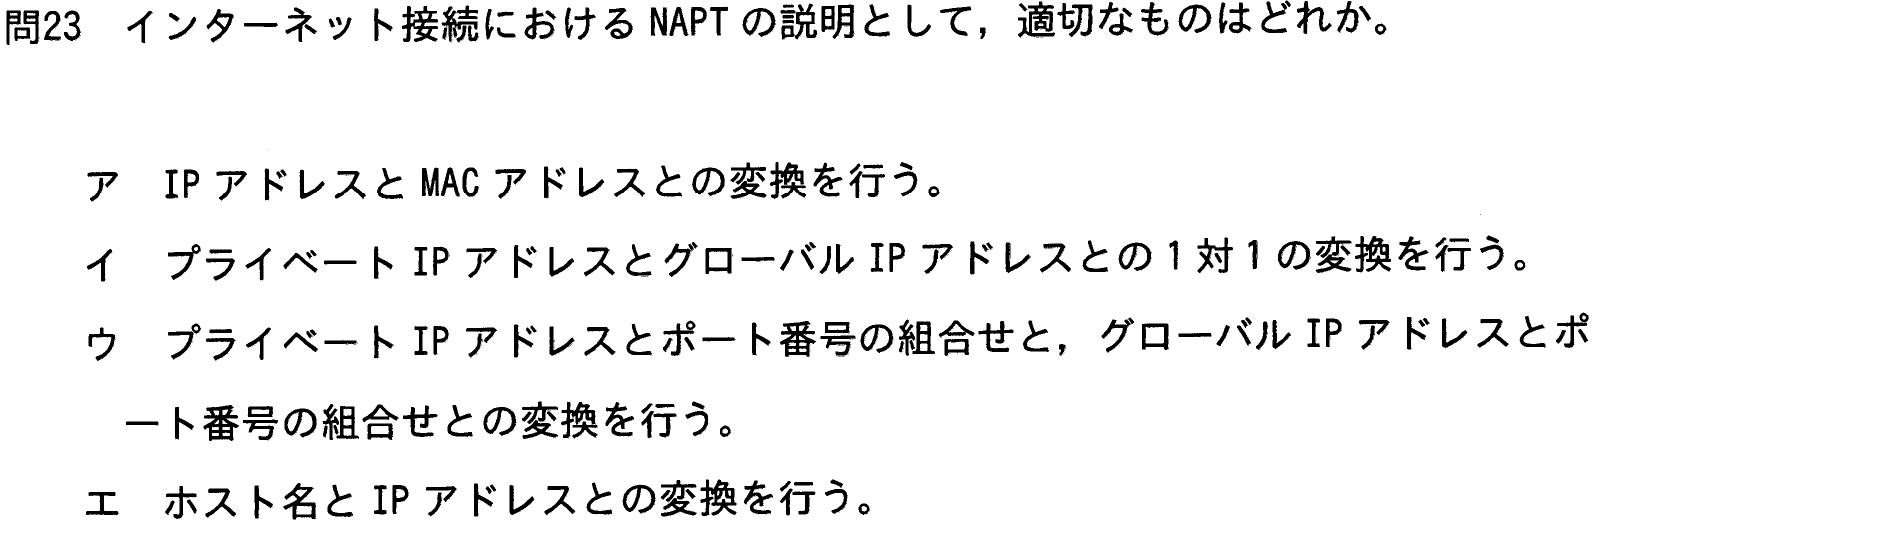 問23　インターネット接続における NAPT の説明として，適切なものはどれか。
ア　IP アドレスと MAC アドレスとの変換を行う。
イ　プライベート IP アドレスとグローバル IP アドレスとの1対1の変換を行う。
ウ　プライベート IP アドレスとポート番号の組合せと，グローバル IP アドレスとポ
ート番号の組合せとの変換を行う。
エ　ホスト名と IP アドレスとの変換を行う。